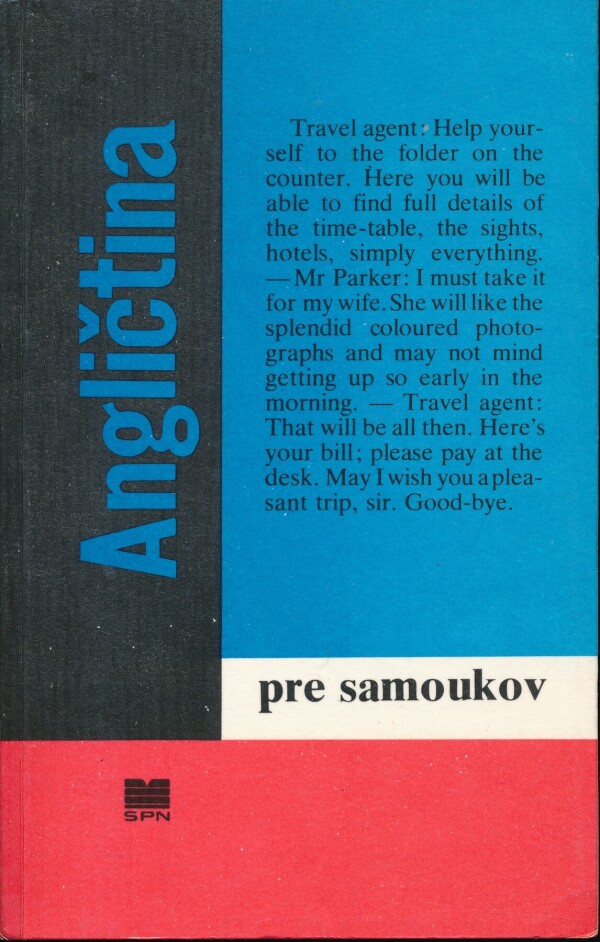 Angličtina
Travel agent: Help your-
self to the folder on the
counter. Here you will be
able to find full details of
the time-table, the sights,
hotels, simply everything.
— Mr Parker: I must take it
for my wife. She will like the
splendid coloured photo-
graphs and may not mind
getting up so early in the
morning. — Travel agent:
That will be all then. Here's
your bill; please pay at the
desk. May I wish you a plea-
sant trip, sir. Good-bye.
pre samoukov
SPN